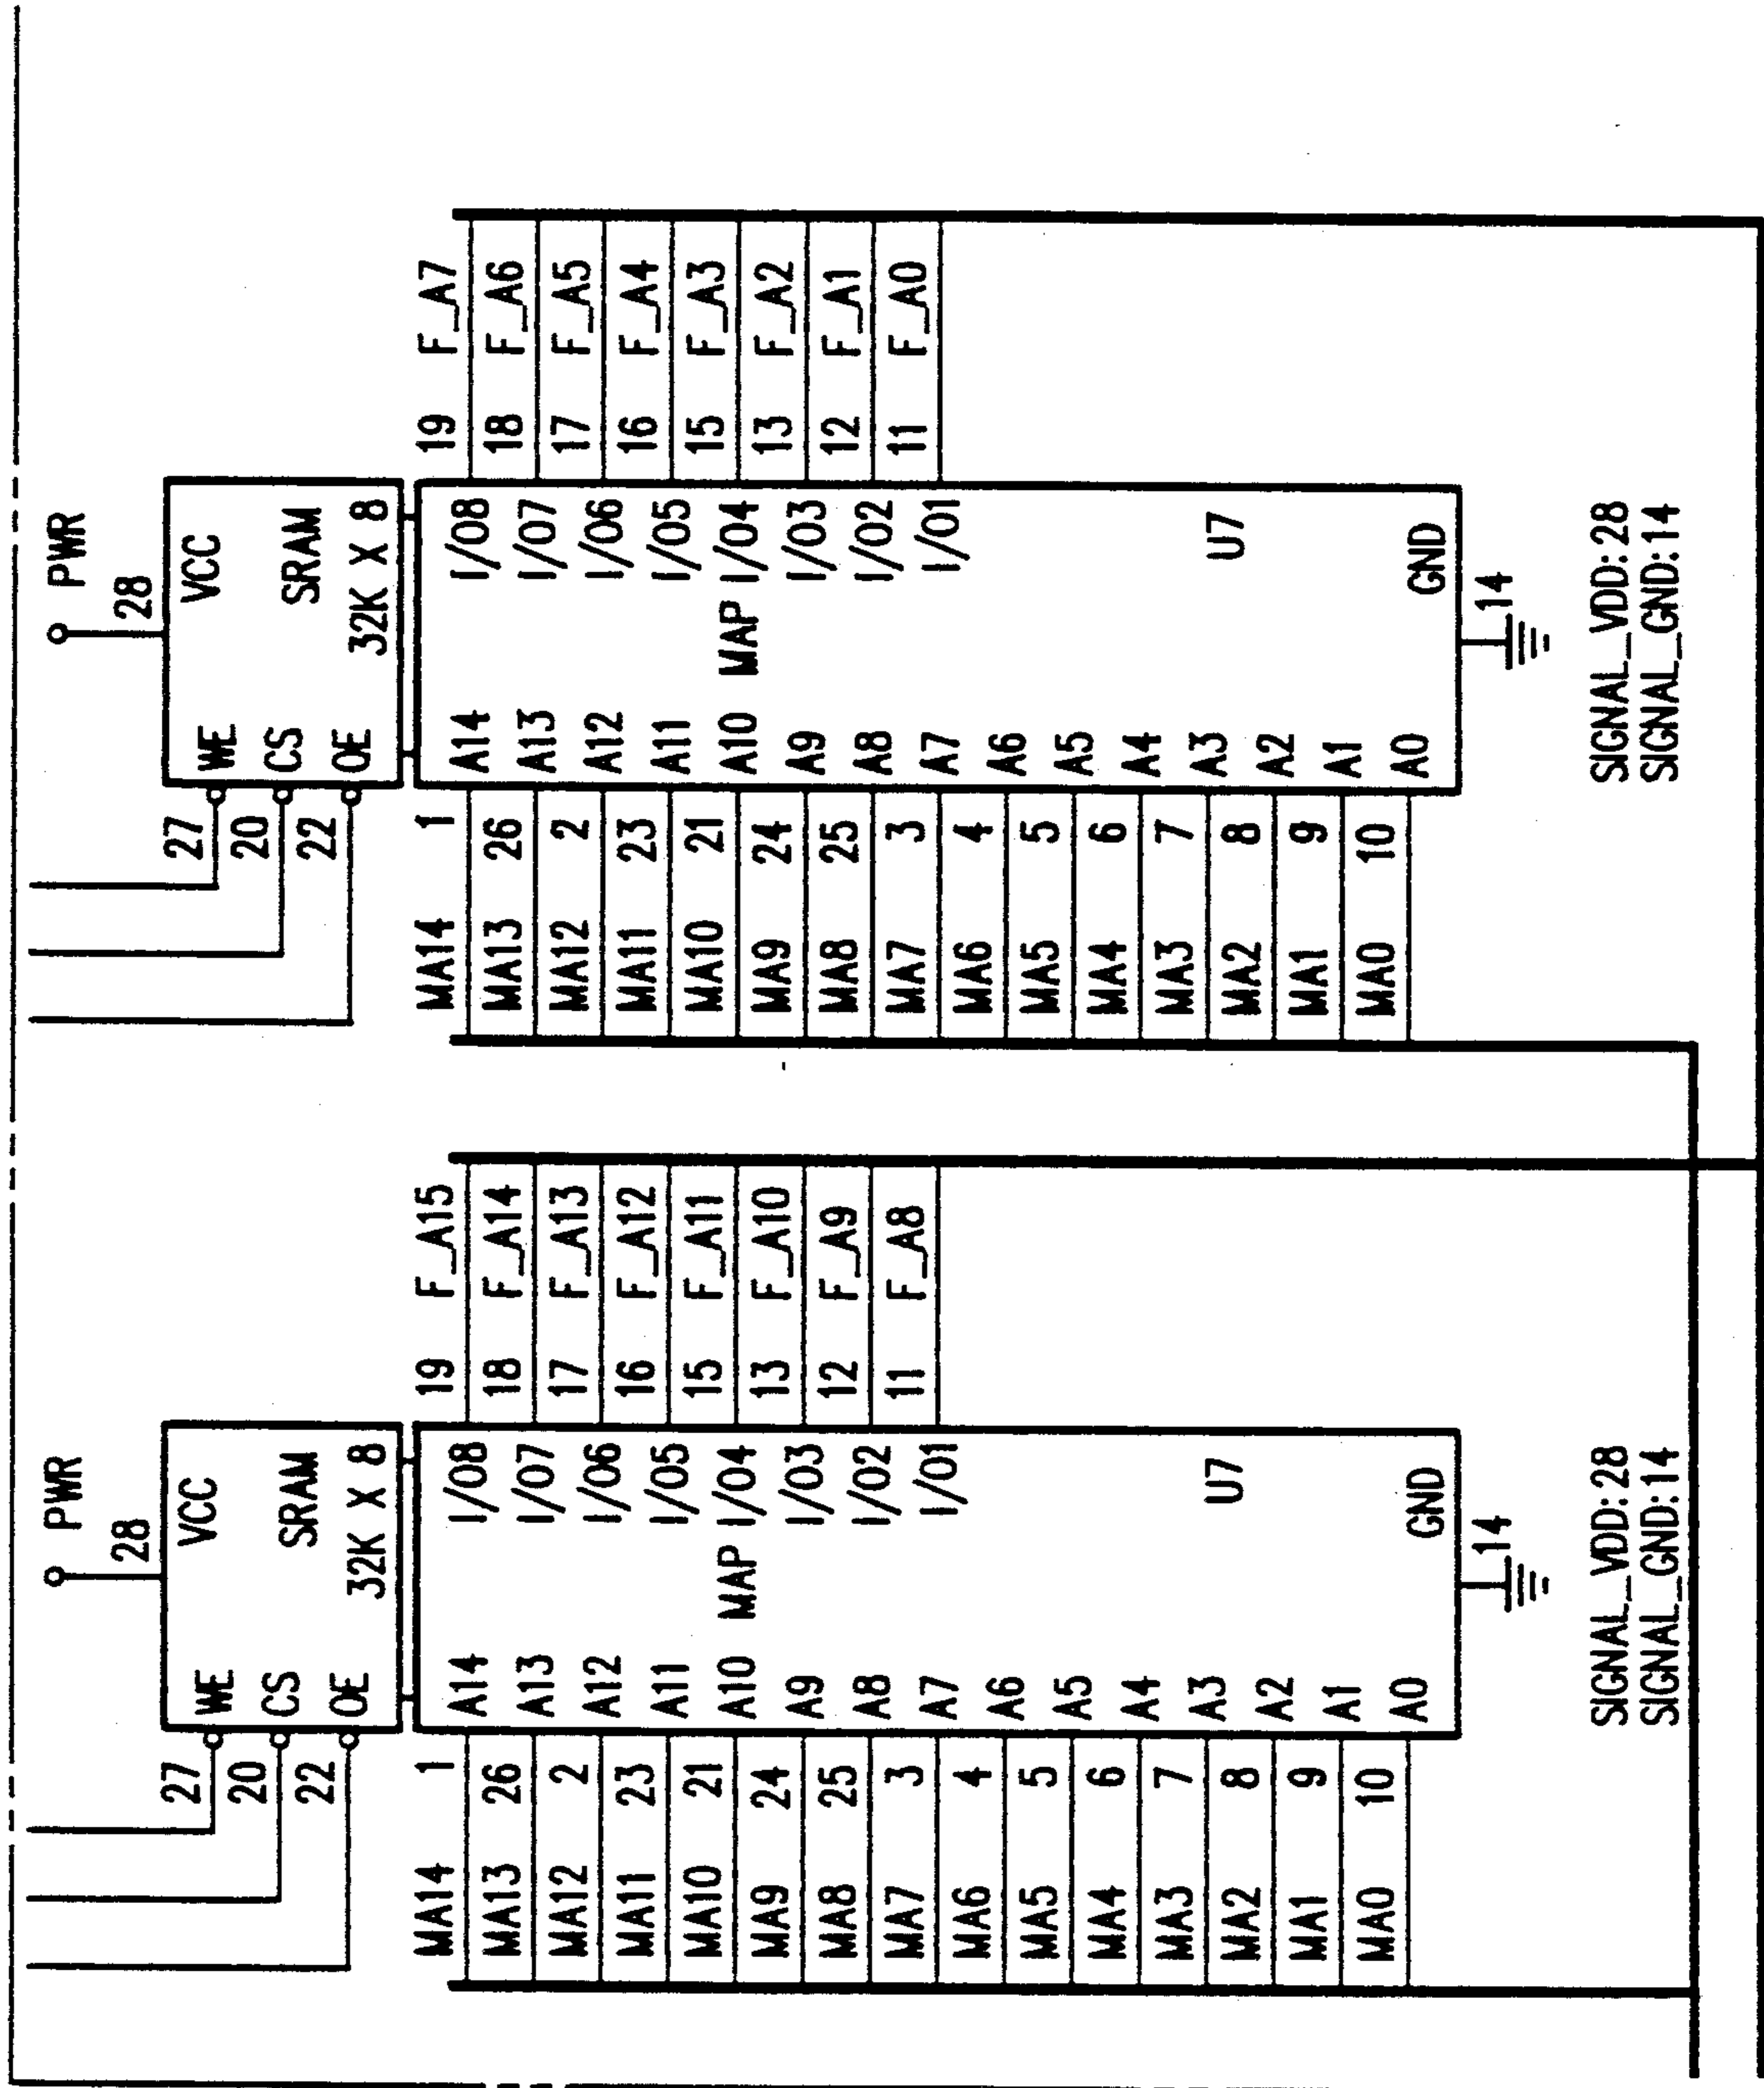 PWR
28
VCC
27 WE
20 CS SRAM
22 OE 32K X 8
MA14 1 A14 I/O8 19 F_A15
MA13 26 A13 I/O7 18 F_A14
MA12 2 A12 I/O6 17 F_A13
MA11 23 A11 I/O5 16 F_A12
MA10 21 A10 MAP I/O4 15 F_A11
MA9 24 A9 I/O3 13 F_A10
MA8 25 A8 I/O2 12 F_A9
MA7 3 A7 I/O1 11 F_A8
MA6 4 A6
MA5 5 A5
MA4 6 A4
MA3 7 A3
MA2 8 A2 U7
MA1 9 A1
MA0 10 A0 GND
14
SIGNAL_VDD:28
SIGNAL_GND:14
PWR
28
VCC
27 WE
20 CS SRAM
22 OE 32K X 8
MA14 1 A14 I/O8 19 F_A7
MA13 26 A13 I/O7 18 F_A6
MA12 2 A12 I/O6 17 F_A5
MA11 23 A11 I/O5 16 F_A4
MA10 21 A10 MAP I/O4 15 F_A3
MA9 24 A9 I/O3 13 F_A2
MA8 25 A8 I/O2 12 F_A1
MA7 3 A7 I/O1 11 F_A0
MA6 4 A6
MA5 5 A5
MA4 6 A4
MA3 7 A3
MA2 8 A2 U7
MA1 9 A1
MA0 10 A0 GND
14
SIGNAL_VDD:28
SIGNAL_GND:14